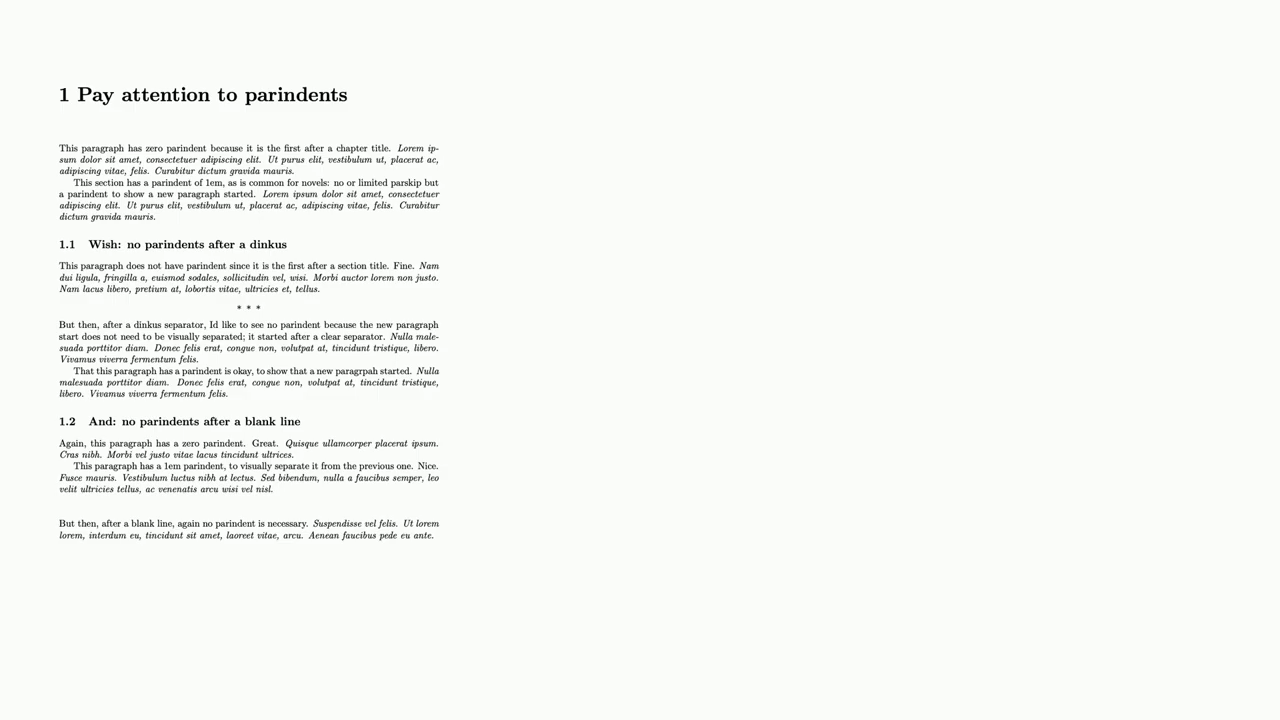 1 Pay attention to parindents
This paragraph has zero parindent because it is the first after a chapter title. Lorem ip-
sum dolor sit amet, consectetuer adipiscing elit. Ut purus elit, vestibulum ut, placerat ac,
adipiscing vitae, felis. Curabitur dictum gravida mauris.
This section has a parindent of 1em, as is common for novels: no or limited parskip but
a parindent to show a new paragraph started. Lorem ipsum dolor sit amet, consectetuer
adipiscing elit. Ut purus elit, vestibulum ut, placerat ac, adipiscing vitae, felis. Curabitur
dictum gravida mauris.
1.1 Wish: no parindents after a dinkus
This paragraph does not have parindent since it is the first after a section title. Fine. Nam
dui ligula, fringilla a, euismod sodales, sollicitudin vel, wisi. Morbi auctor lorem non justo.
Nam lacus libero, pretium at, lobortis vitae, ultricies et, tellus.
* * *
But then, after a dinkus separator, Id like to see no parindent because the new paragraph
start does not need to be visually separated; it started after a clear separator. Nulla male-
suada porttitor diam. Donec felis erat, congue non, volutpat at, tincidunt tristique, libero.
Vivamus viverra fermentum felis.
That this paragraph has a parindent is okay, to show that a new paragrpah started. Nulla
malesuada porttitor diam. Donec felis erat, congue non, volutpat at, tincidunt tristique,
libero. Vivamus viverra fermentum felis.
1.2 And: no parindents after a blank line
Again, this paragraph has a zero parindent. Great. Quisque ullamcorper placerat ipsum.
Cras nibh. Morbi vel justo vitae lacus tincidunt ultrices.
This paragraph has a 1em parindent, to visually separate it from the previous one. Nice.
Fusce mauris. Vestibulum luctus nibh at lectus. Sed bibendum, nulla a faucibus semper, leo
velit ultricies tellus, ac venenatis arcu wisi vel nisl.
But then, after a blank line, again no parindent is necessary. Suspendisse vel felis. Ut lorem
lorem, interdum eu, tincidunt sit amet, laoreet vitae, arcu. Aenean faucibus pede eu ante.